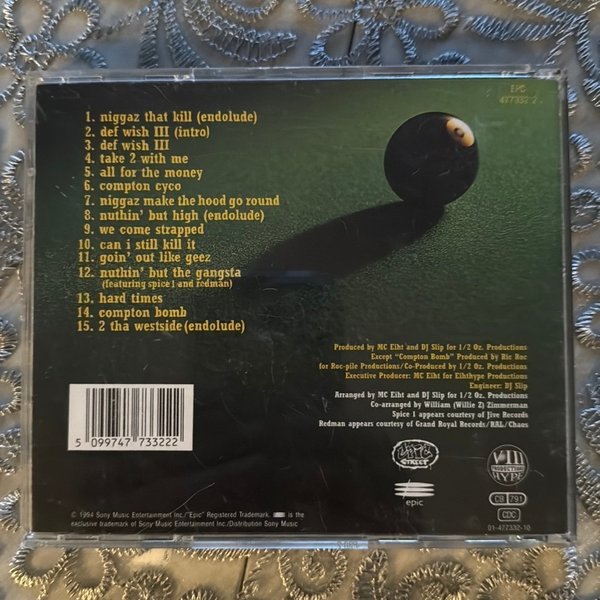 EPC
477332 2
1. niggaz that kill (endolude)
2. def wish III (intro)
3. def wish III
4. take 2 with me
5. all for the money
6. compton cyco
7. niggaz make the hood go round
8. nuthin' but high (endolude)
9. we come strapped
10. can i still kill it
11. goin' out like geez
12. nuthin' but the gangsta
(featuring spice 1 and redman)
13. hard times
14. compton bomb
15. 2 tha westside (endolude)
Produced by MC Eiht and DJ Slip for 1/2 Oz. Productions
Except "Compton Bomb" Produced by Ric Roc
for Roc-pile Productions/Co-Produced by 1/2 Oz. Productions
Executive Producer: MC Eiht for Eihthype Productions
Engineer: DJ Slip
Arranged by MC Eiht and DJ Slip for 1/2 Oz. Productions
Co-arranged by William (Willie Z) Zimmerman
Spice 1 appears courtesy of Jive Records
Redman appears courtesy of Grand Royal Records/RAL/Chaos
5 099747 733222
epic
STREET
epic
VIII
PRODUCTIONS
HYPE
CB 791
CDC
01-477332-10
© 1994 Sony Music Entertainment Inc./"Epic" Registered Trademark. is the
exclusive trademark of Sony Music Entertainment Inc./Distribution Sony Music